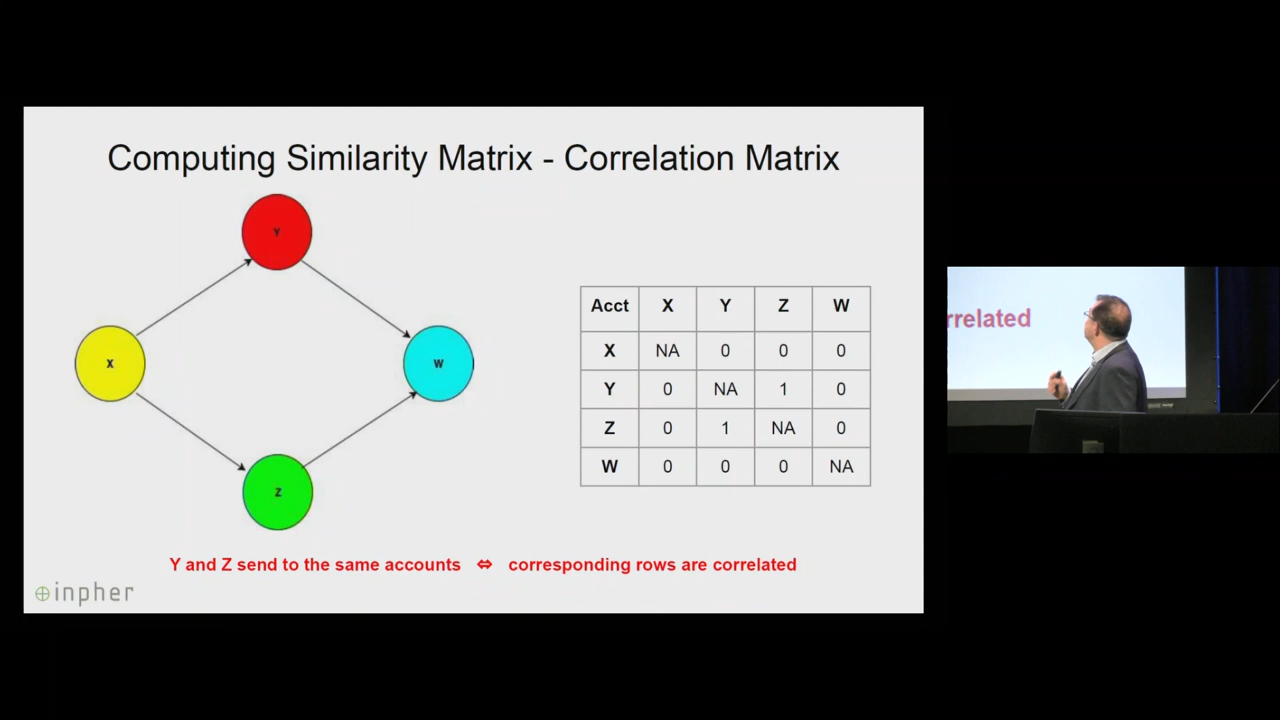 Computing Similarity Matrix - Correlation Matrix
Y
X
W
Z
Acct X Y Z W
X NA 0 0 0
Y 0 NA 1 0
Z 0 1 NA 0
W 0 0 0 NA
Y and Z send to the same accounts ⇔ corresponding rows are correlated
inpher
rrelated